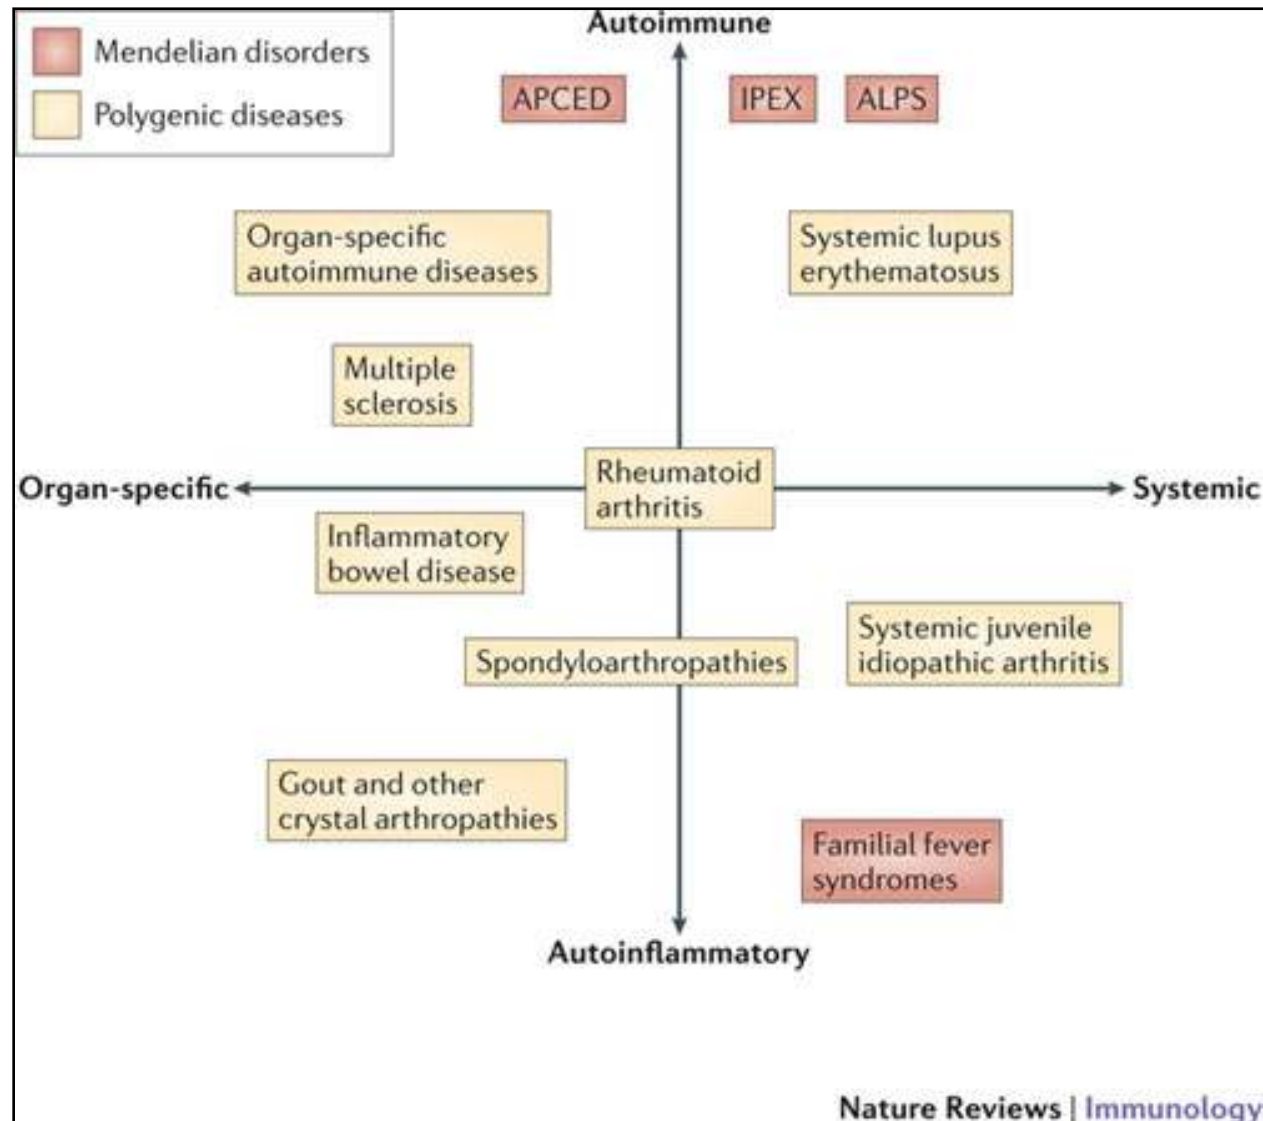 Autoimmune
Mendelian disorders
Polygenic diseases
APCED
IPEX
ALPS
Organ-specific
autoimmune diseases
Systemic lupus
erythematosus
Multiple
sclerosis
Organ-specific
Rheumatoid
arthritis
Systemic
Inflammatory
bowel disease
Spondyloarthropathies
Systemic juvenile
idiopathic arthritis
Gout and other
crystal arthropathies
Familial fever
syndromes
Autoinflammatory
Nature Reviews | Immunology